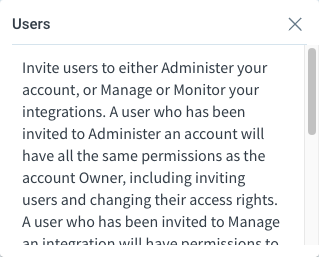 Users
Invite users to either Administer your
account, or Manage or Monitor your
integrations. A user who has been
invited to Administer an account will
have all the same permissions as the
account Owner, including inviting
users and changing their access rights.
A user who has been invited to Manage
an integration will have permissions to